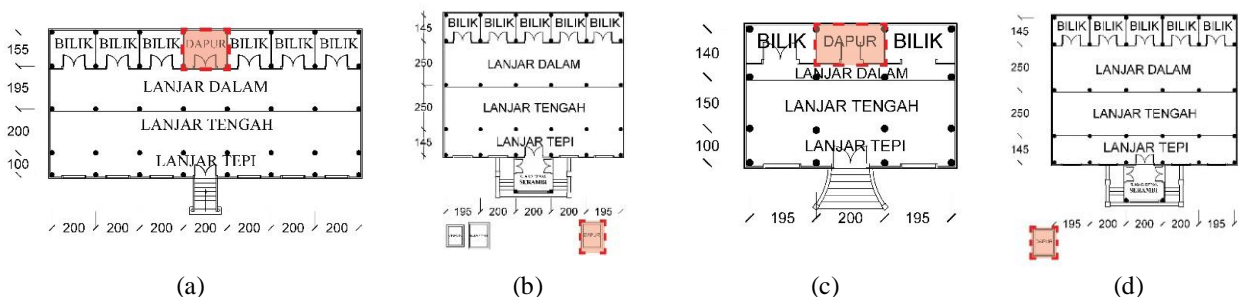 155
195
200
100
BILIK BILIK BILIK DAPUR BILIK BILIK BILIK
LANJAR DALAM
LANJAR TENGAH
LANJAR TEPI
200 200 200 200 200 200 200
(a)
145
250
250
145
BILIK BILIK BILIK BILIK BILIK
LANJAR DALAM
LANJAR TENGAH
LANJAR TEPI
SERAMBI
195 200 200 200 195
DAPUR
(b)
140
150
100
BILIK DAPUR BILIK
LANJAR DALAM
LANJAR TENGAH
LANJAR TEPI
195 200 195
(c)
145
250
250
145
BILIK BILIK BILIK BILIK BILIK
LANJAR DALAM
LANJAR TENGAH
LANJAR TEPI
SERAMBI
195 200 200 200 195
DAPUR
(d)